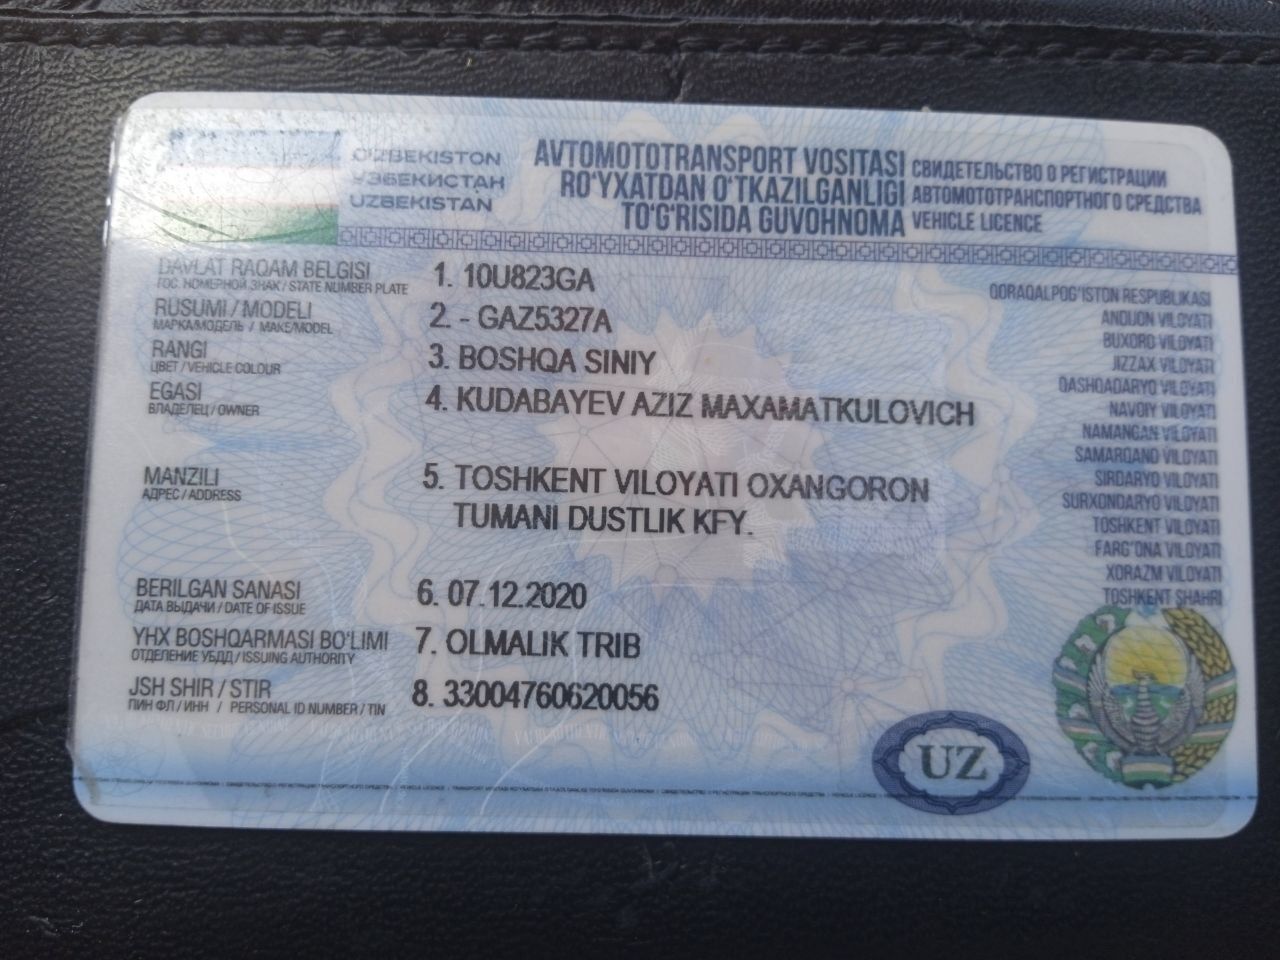 O'ZBEKISTON
ЎЗБЕКИСТАН
UZBEKISTAN
AVTOMOTOTRANSPORT VOSITASI
RO'YXATDAN O'TKAZILGANLIGI
TO'G'RISIDA GUVOHNOMA
СВИДЕТЕЛЬСТВО О РЕГИСТРАЦИИ
АВТОМОТОТРАНСПОРТНОГО СРЕДСТВА
VEHICLE LICENCE
DAVLAT RAQAM BELGISI 1. 10U823GA
ГОС. НОМЕРНОЙ ЗНАК / STATE NUMBER PLATE
RUSUMI / MODELI 2. - GAZ5327A
МАРКА/МОДЕЛЬ / MAKE/MODEL
RANGI 3. BOSHQA SINIY
ЦВЕТ / VEHICLE COLOUR
EGASI 4. KUDABAYEV AZIZ MAXAMATKULOVICH
ВЛАДЕЛЕЦ / OWNER
MANZILI 5. TOSHKENT VILOYATI OXANGORON
АДРЕС / ADDRESS
TUMANI DUSTLIK KFY.
BERILGAN SANASI 6. 07.12.2020
ДАТА ВЫДАЧИ / DATE OF ISSUE
YHX BOSHQARMASI BO'LIMI 7. OLMALIK TRIB
ОТДЕЛЕНИЕ УБДД / ISSUING AUTHORITY
JSH SHIR / STIR 8. 33004760620056
ПИН ФЛ / ИНН / PERSONAL ID NUMBER / TIN
QORAQALPOG'ISTON RESPUBLIKASI
ANDIJON VILOYATI
BUXORO VILOYATI
JIZZAX VILOYATI
QASHQADARYO VILOYATI
NAVOIY VILOYATI
NAMANGAN VILOYATI
SAMARQAND VILOYATI
SIRDARYO VILOYATI
SURXONDARYO VILOYATI
TOSHKENT VILOYATI
FARG'ONA VILOYATI
XORAZM VILOYATI
TOSHKENT SHAHRI
UZ